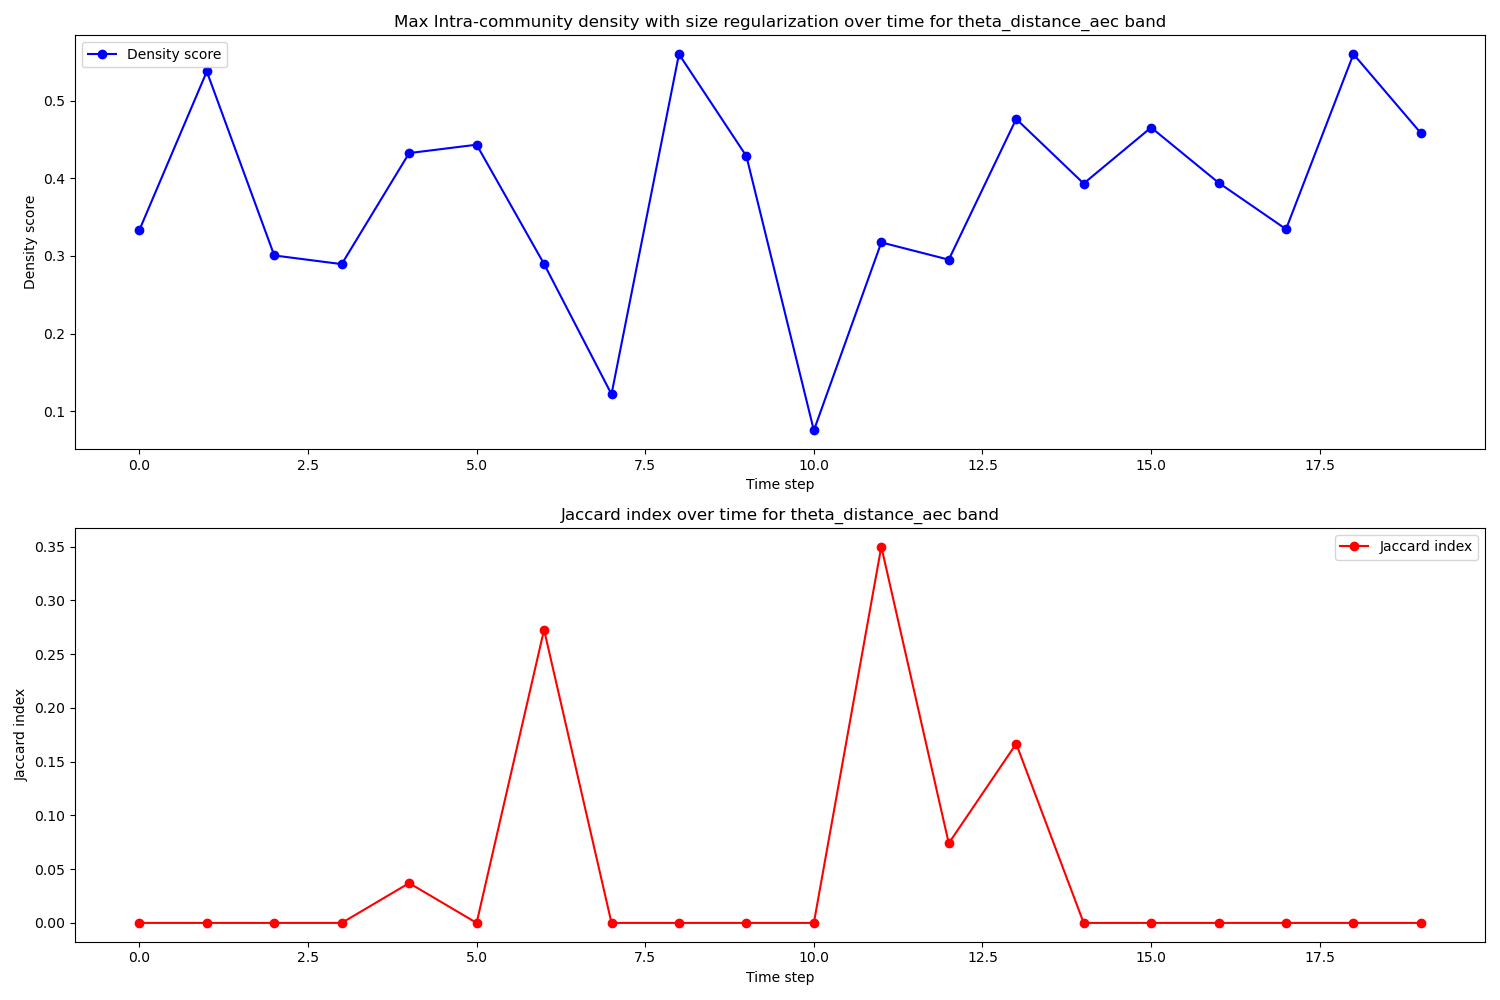 Max Intra-community density with size regularization over time for theta_distance_aec band
Density score
Density score
0.5
0.4
0.3
0.2
0.1
0.0 2.5 5.0 7.5 10.0 12.5 15.0 17.5
Time step
Jaccard index over time for theta_distance_aec band
Jaccard index
Jaccard index
0.35
0.30
0.25
0.20
0.15
0.10
0.05
0.00
0.0 2.5 5.0 7.5 10.0 12.5 15.0 17.5
Time step